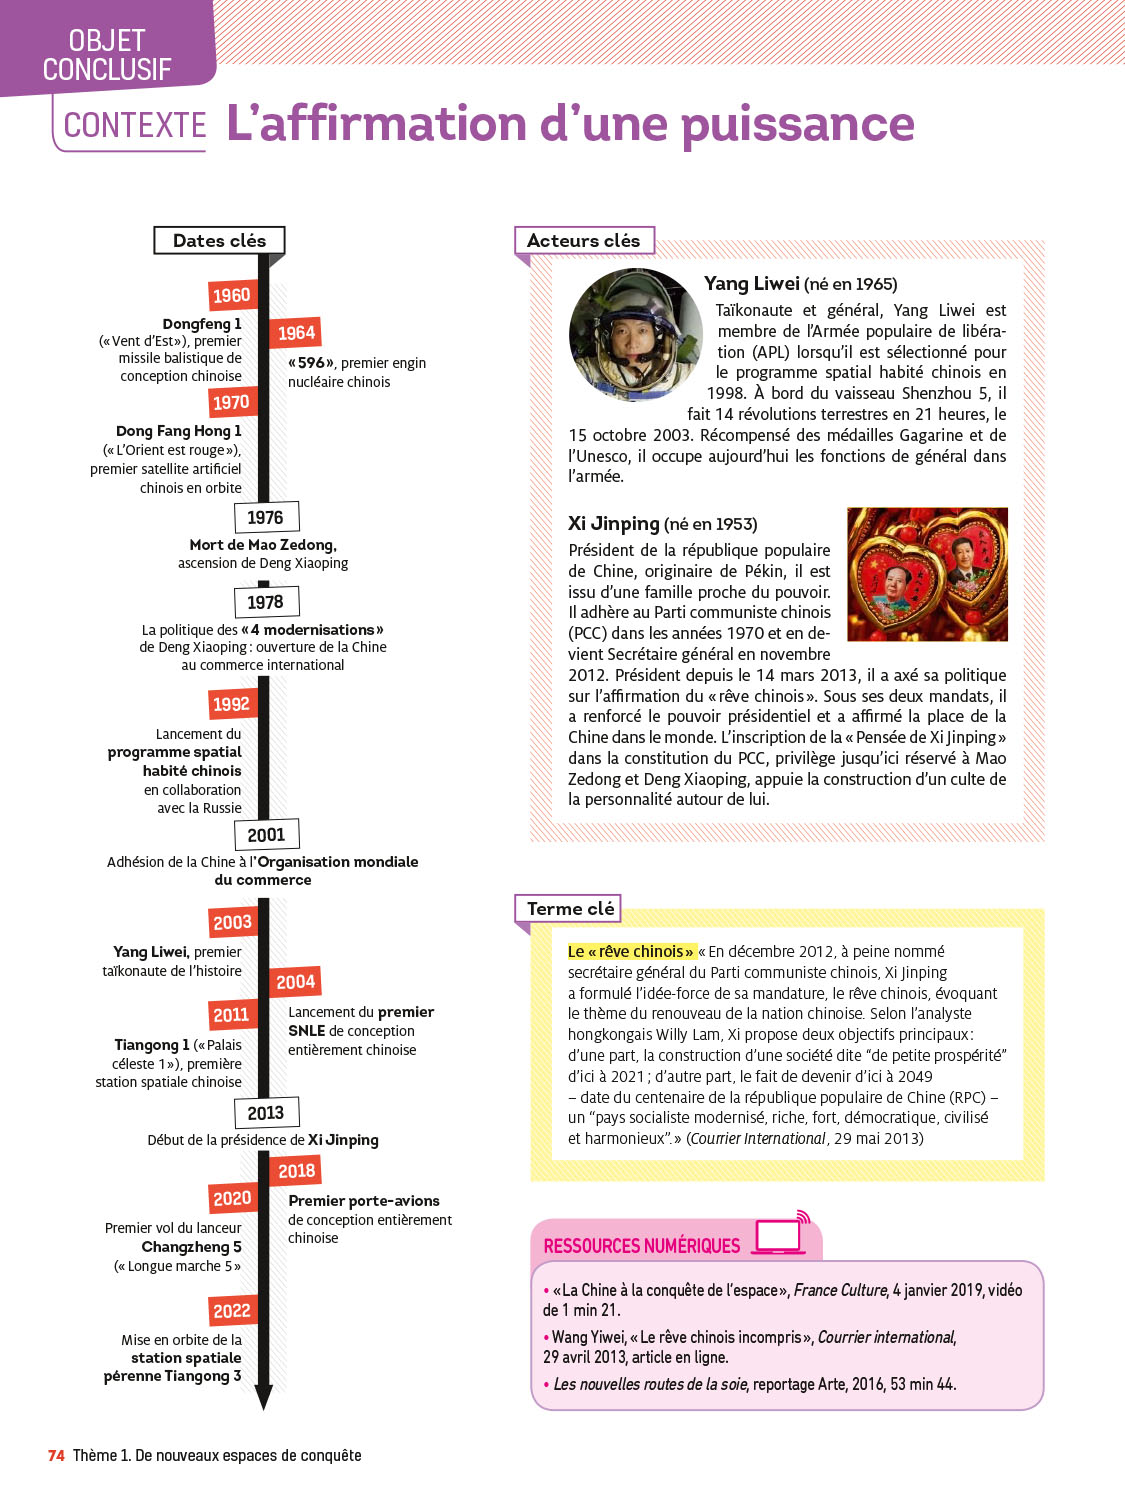 OBJET
CONCLUSIF
CONTEXTE L'affirmation d'une puissance
Dates clés
1960
Dongfeng 1
(« Vent d'Est »), premier
missile balistique de
conception chinoise
1964
« 596 », premier engin
nucléaire chinois
1970
Dong Fang Hong 1
(« L'Orient est rouge »),
premier satellite artificiel
chinois en orbite
1976
Mort de Mao Zedong,
ascension de Deng Xiaoping
1978
La politique des « 4 modernisations »
de Deng Xiaoping : ouverture de la Chine
au commerce international
1992
Lancement du
programme spatial
habité chinois
en collaboration
avec la Russie
2001
Adhésion de la Chine à l'Organisation mondiale
du commerce
2003
Yang Liwei, premier
taïkonaute de l'histoire
2004
Lancement du premier
SNLE de conception
entièrement chinoise
2011
Tiangong 1 (« Palais
céleste 1 »), première
station spatiale chinoise
2013
Début de la présidence de Xi Jinping
2018
Premier porte-avions
de conception entièrement
chinoise
2020
Premier vol du lanceur
Changzheng 5
(« Longue marche 5 »
2022
Mise en orbite de la
station spatiale
pérenne Tiangong 3
Acteurs clés
Yang Liwei (né en 1965)
Taïkonaute et général, Yang Liwei est
membre de l'Armée populaire de libéra-
tion (APL) lorsqu'il est sélectionné pour
le programme spatial habité chinois en
1998. À bord du vaisseau Shenzhou 5, il
fait 14 révolutions terrestres en 21 heures, le
15 octobre 2003. Récompensé des médailles Gagarine et de
l'Unesco, il occupe aujourd'hui les fonctions de général dans
l'armée.
Xi Jinping (né en 1953)
Président de la république populaire
de Chine, originaire de Pékin, il est
issu d'une famille proche du pouvoir.
Il adhère au Parti communiste chinois
(PCC) dans les années 1970 et en de-
vient Secrétaire général en novembre
2012. Président depuis le 14 mars 2013, il a axé sa politique
sur l'affirmation du « rêve chinois ». Sous ses deux mandats, il
a renforcé le pouvoir présidentiel et a affirmé la place de la
Chine dans le monde. L'inscription de la « Pensée de Xi Jinping »
dans la constitution du PCC, privilège jusqu'ici réservé à Mao
Zedong et Deng Xiaoping, appuie la construction d'un culte de
la personnalité autour de lui.
Terme clé
Le « rêve chinois » « En décembre 2012, à peine nommé
secrétaire général du Parti communiste chinois, Xi Jinping
a formulé l'idée-force de sa mandature, le rêve chinois, évoquant
le thème du renouveau de la nation chinoise. Selon l'analyste
hongkongais Willy Lam, Xi propose deux objectifs principaux :
d'une part, la construction d'une société dite “de petite prospérité”
d'ici à 2021 ; d'autre part, le fait de devenir d'ici à 2049
– date du centenaire de la république populaire de Chine (RPC) –
un “pays socialiste modernisé, riche, fort, démocratique, civilisé
et harmonieux”. » (Courrier International, 29 mai 2013)
RESSOURCES NUMÉRIQUES
• « La Chine à la conquête de l'espace », France Culture, 4 janvier 2019, vidéo
de 1 min 21.
• Wang Yiwei, « Le rêve chinois incompris », Courrier international,
29 avril 2013, article en ligne.
• Les nouvelles routes de la soie, reportage Arte, 2016, 53 min 44.
74 Thème 1. De nouveaux espaces de conquête